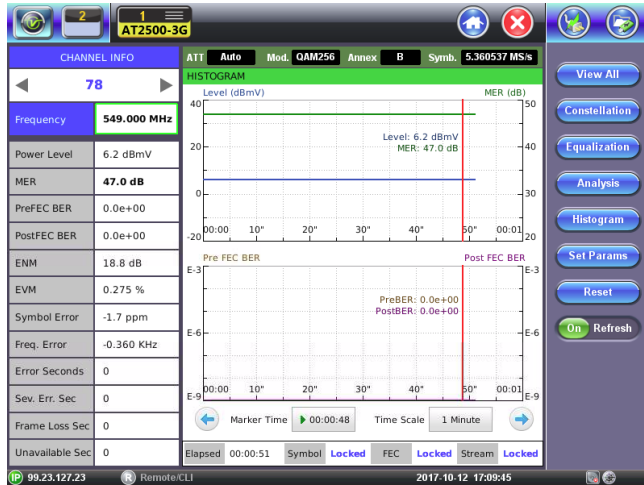 2
1
AT2500-3G
CHANNEL INFO
78
Frequency 549.000 MHz
Power Level 6.2 dBmV
MER 47.0 dB
PreFEC BER 0.0e+00
PostFEC BER 0.0e+00
ENM 18.8 dB
EVM 0.275 %
Symbol Error -1.7 ppm
Freq. Error -0.360 KHz
Error Seconds 0
Sev. Err. Sec 0
Frame Loss Sec 0
Unavailable Sec 0
ATT Auto Mod. QAM256 Annex B Symb. 5.360537 MS/s
HISTOGRAM
Level (dBmV) MER (dB)
40 50
Level: 6.2 dBmV
MER: 47.0 dB
20 40
0 30
-20 00:00 10" 20" 30" 40" 50" 00:01 20
Pre FEC BER Post FEC BER
E-3 E-3
PreBER: 0.0e+00
PostBER: 0.0e+00
E-6 E-6
E-9 00:00 10" 20" 30" 40" 50" 00:01 E-9
Marker Time 00:00:48 Time Scale 1 Minute
Elapsed 00:00:51 Symbol Locked FEC Locked Stream Locked
View All
Constellation
Equalization
Analysis
Histogram
Set Params
Reset
On Refresh
IP 99.23.127.23 R Remote/CLI 2017-10-12 17:09:45